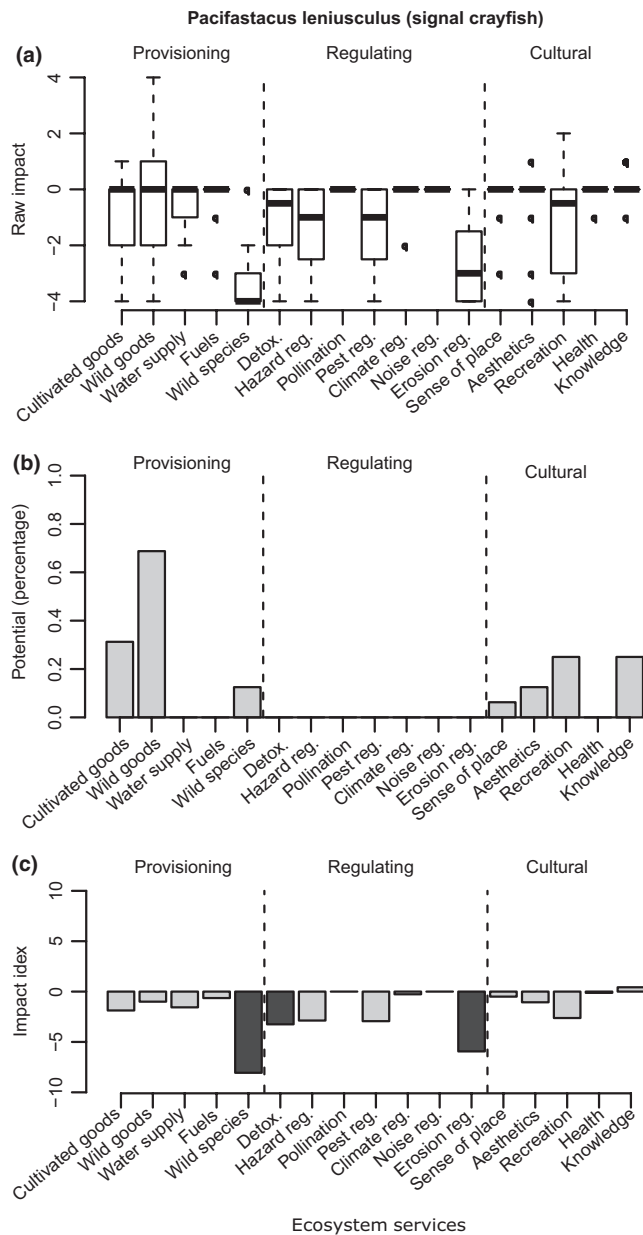 Pacifastacus leniusculus (signal crayfish)
(a)
Provisioning
Regulating
Cultural
Raw impact
4
2
0
−2
−4
Cultivated goods
Wild goods
Water supply
Fuels
Wild species
Detox.
Hazard reg.
Pollination
Pest reg.
Climate reg.
Noise reg.
Erosion reg.
Sense of place
Aesthetics
Recreation
Health
Knowledge
(b)
Provisioning
Regulating
Cultural
Potential (percentage)
1.0
0.8
0.6
0.4
0.2
0.0
Cultivated goods
Wild goods
Water supply
Fuels
Wild species
Detox.
Hazard reg.
Pollination
Pest reg.
Climate reg.
Noise reg.
Erosion reg.
Sense of place
Aesthetics
Recreation
Health
Knowledge
(c)
Provisioning
Regulating
Cultural
Impact idex
10
5
0
−5
−10
Cultivated goods
Wild goods
Water supply
Fuels
Wild species
Detox.
Hazard reg.
Pollination
Pest reg.
Climate reg.
Noise reg.
Erosion reg.
Sense of place
Aesthetics
Recreation
Health
Knowledge
Ecosystem services